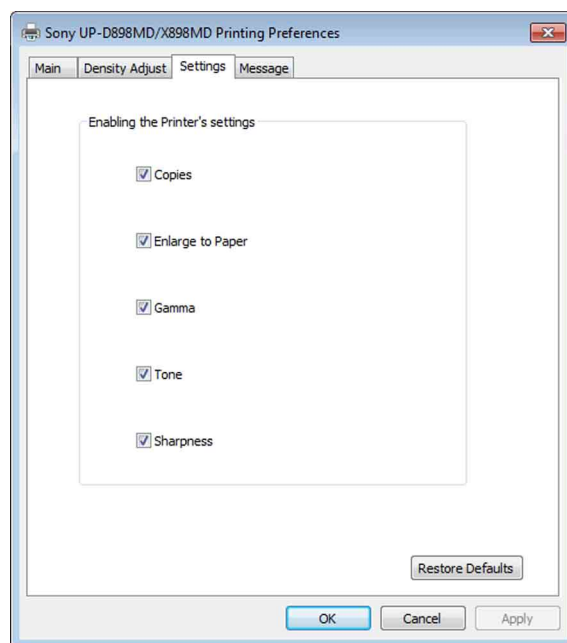 Sony UP-D898MD/X898MD Printing Preferences
Main Density Adjust Settings Message
Enabling the Printer's settings
Copies
Enlarge to Paper
Gamma
Tone
Sharpness
Restore Defaults
OK Cancel Apply